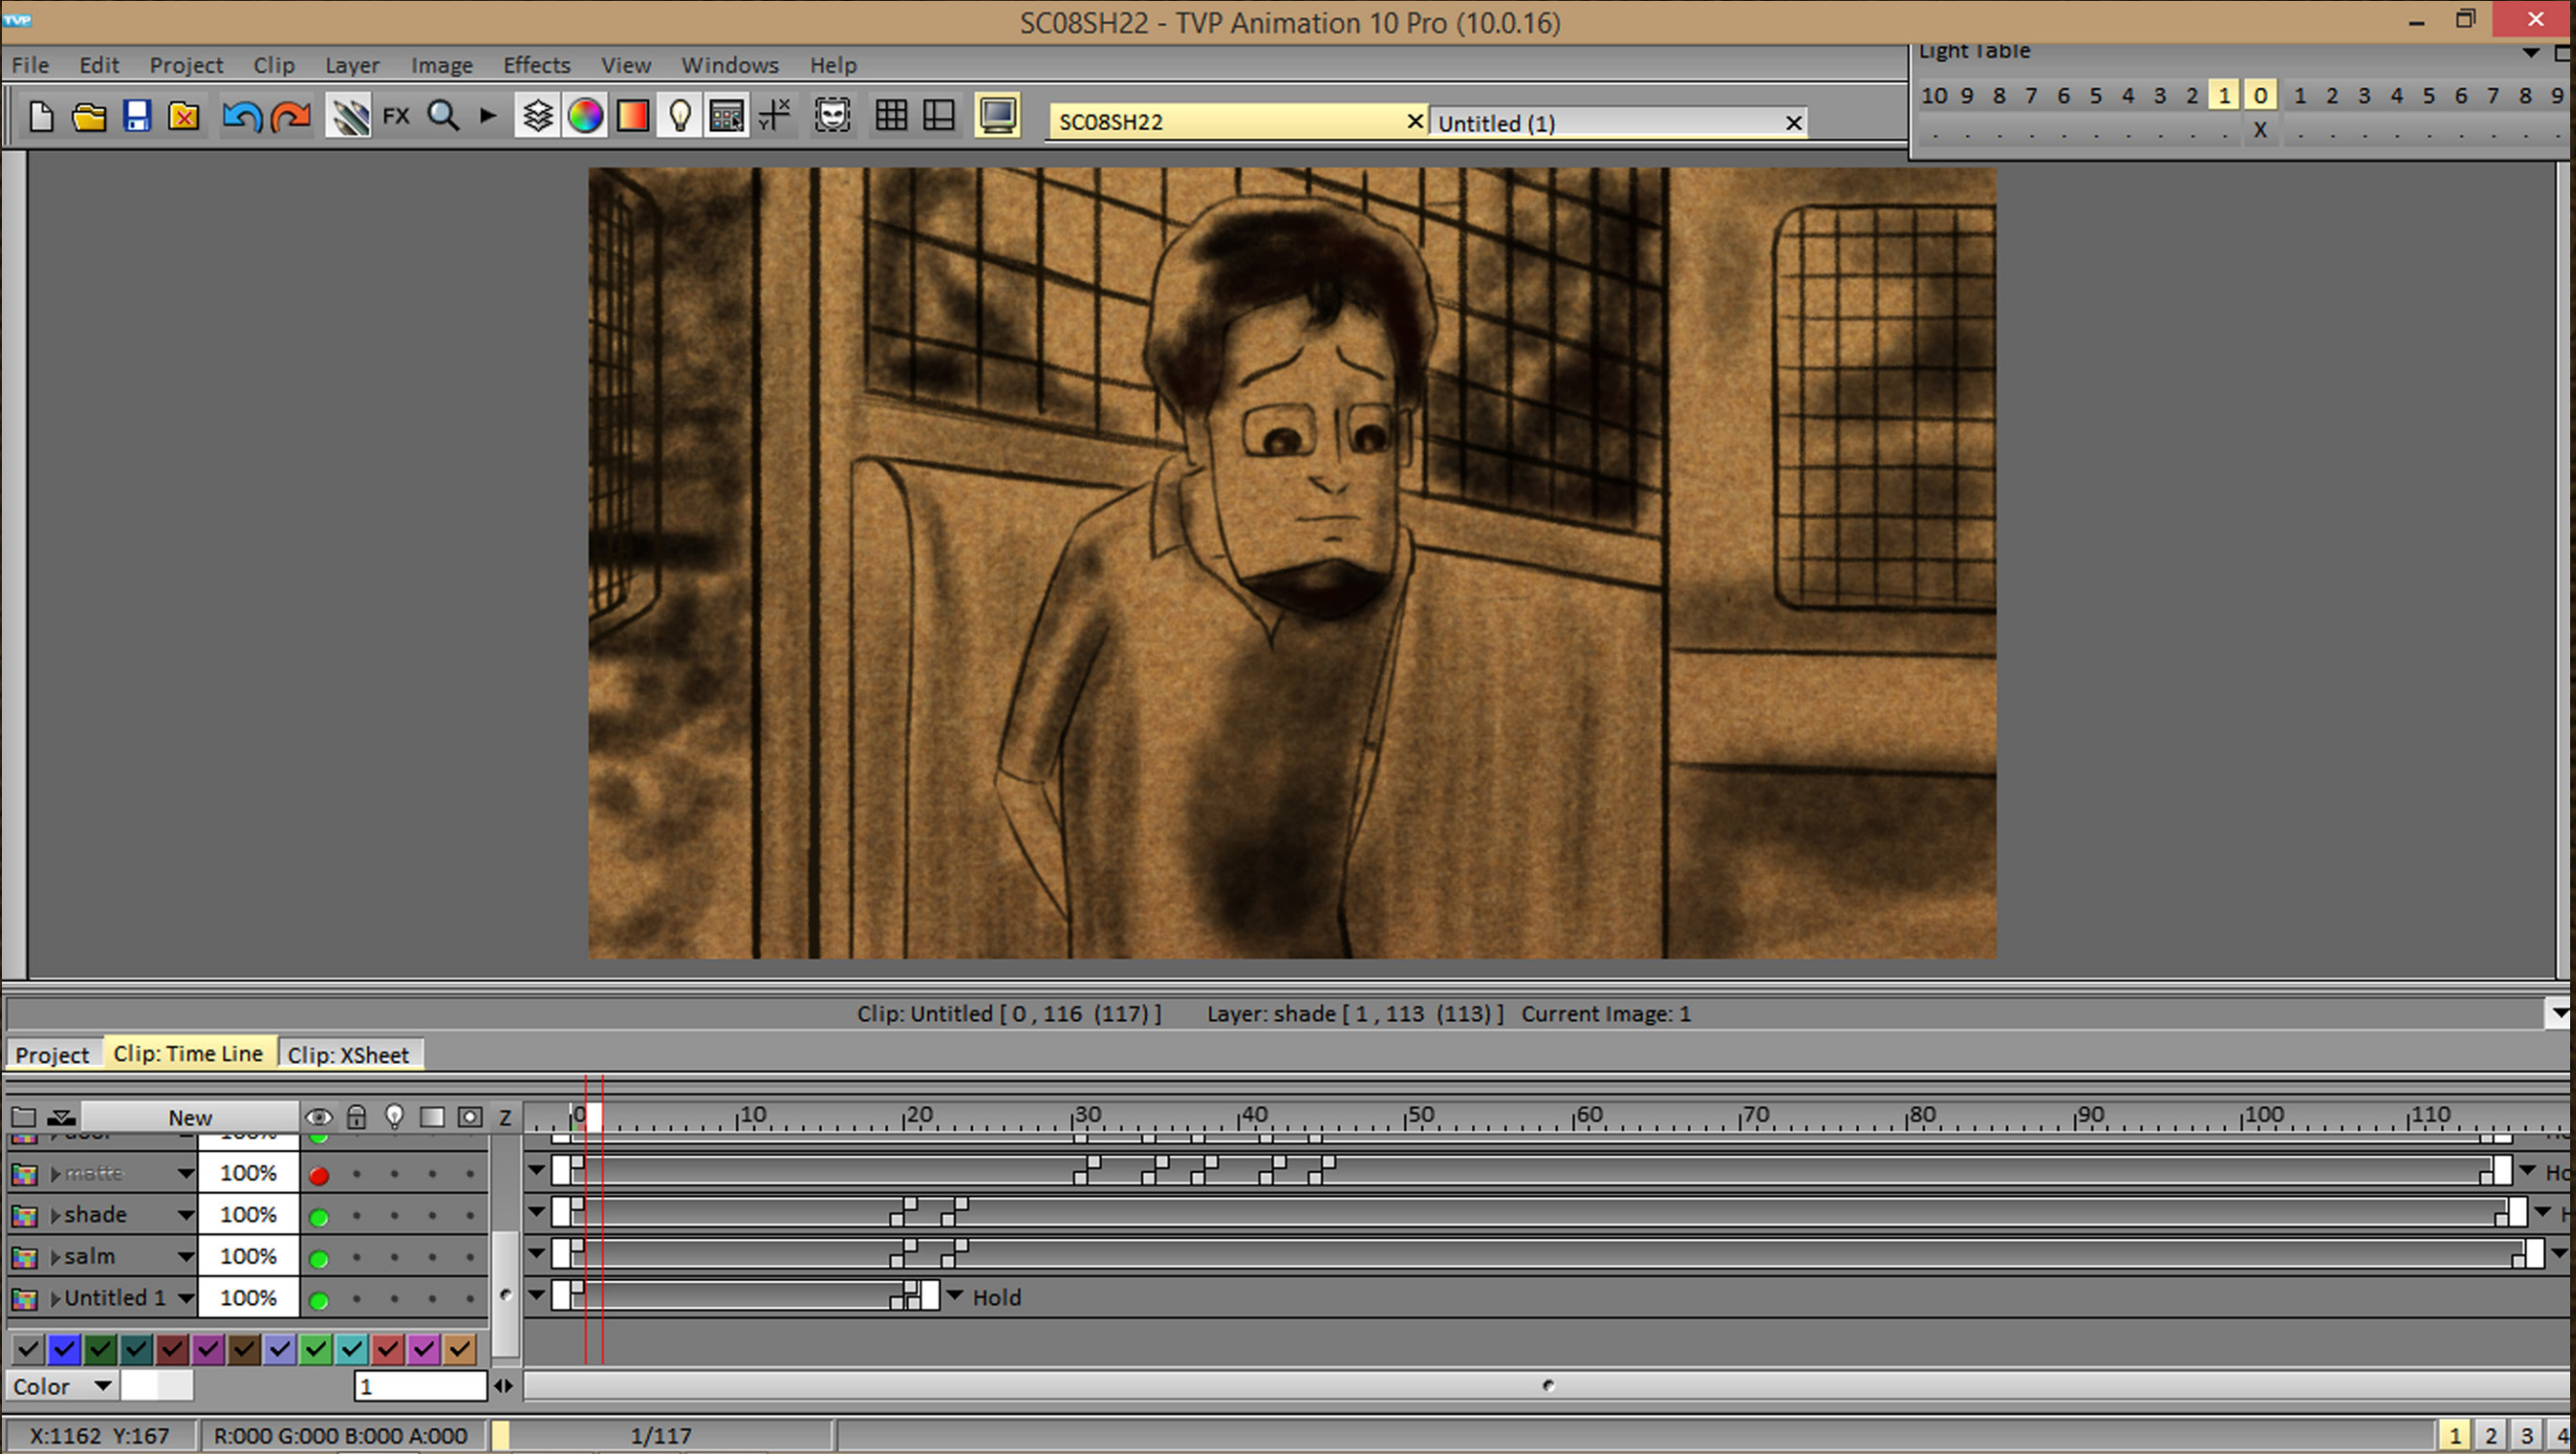 TVP
SC08SH22 - TVP Animation 10 Pro (10.0.16)
File Edit Project Clip Layer Image Effects View Windows Help
Light Table
10 9 8 7 6 5 4 3 2 1 0 1 2 3 4 5 6 7 8 9
X
FX
SC08SH22
Untitled (1)
Clip: Untitled [ 0 , 116 (117) ] Layer: shade [ 1 , 113 (113) ] Current Image: 1
Project Clip: Time Line Clip: XSheet
New Z 0 10 20 30 40 50 60 70 80 90 100 110
matte 100%
shade 100%
salm 100%
Untitled 1 100% Hold
Color 1
X:1162 Y:167 R:000 G:000 B:000 A:000 1/117 1 2 3 4